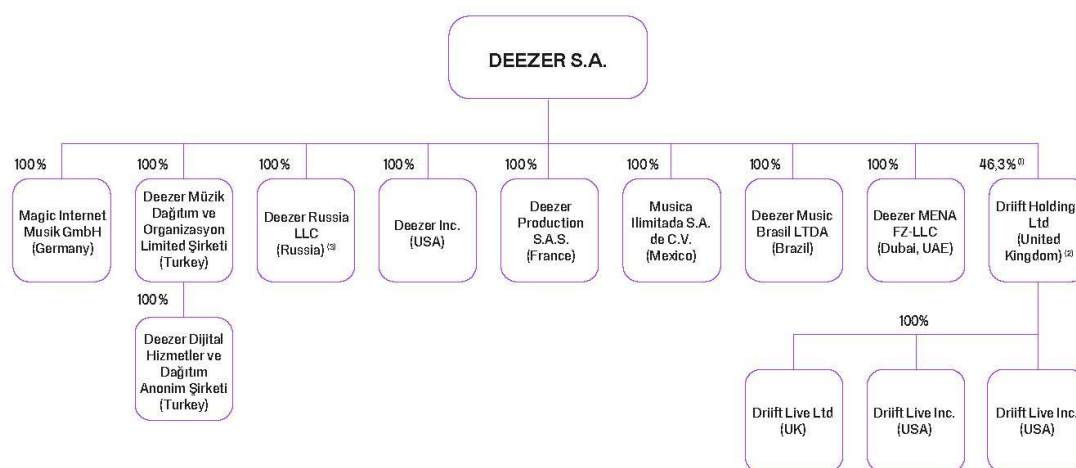 DEEZER S.A.
100%
100%
100%
100%
100%
100%
100%
100%
46,3%⁽¹⁾
Magic Internet
Musik GmbH
(Germany)
Deezer Müzik
Dağıtım ve
Organizasyon
Limited Şirketi
(Turkey)
Deezer Russia
LLC
(Russia) ⁽³⁾
Deezer Inc.
(USA)
Deezer
Production
S.A.S.
(France)
Musica
Ilimitada S.A.
de C.V.
(Mexico)
Deezer Music
Brasil LTDA
(Brazil)
Deezer MENA
FZ-LLC
(Dubai, UAE)
Driift Holding
Ltd
(United
Kingdom) ⁽²⁾
100%
Deezer Dijital
Hizmetler ve
Dağıtım
Anonim Şirketi
(Turkey)
100%
Driift Live Ltd
(UK)
Driift Live Inc.
(USA)
Driift Live Inc.
(USA)